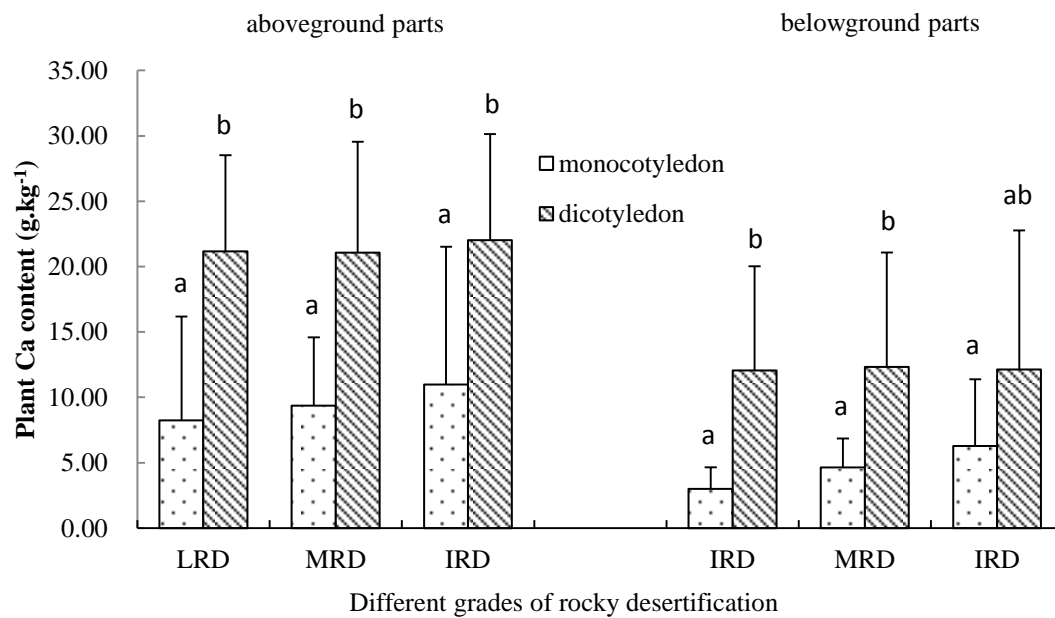 aboveground parts belowground parts
35.00
30.00
25.00
20.00
15.00
10.00
5.00
0.00
Plant Ca content (g.kg-1)
b b b
a a a
monocotyledon
dicotyledon
b b ab
a a a
LRD MRD IRD IRD MRD IRD
Different grades of rocky desertification